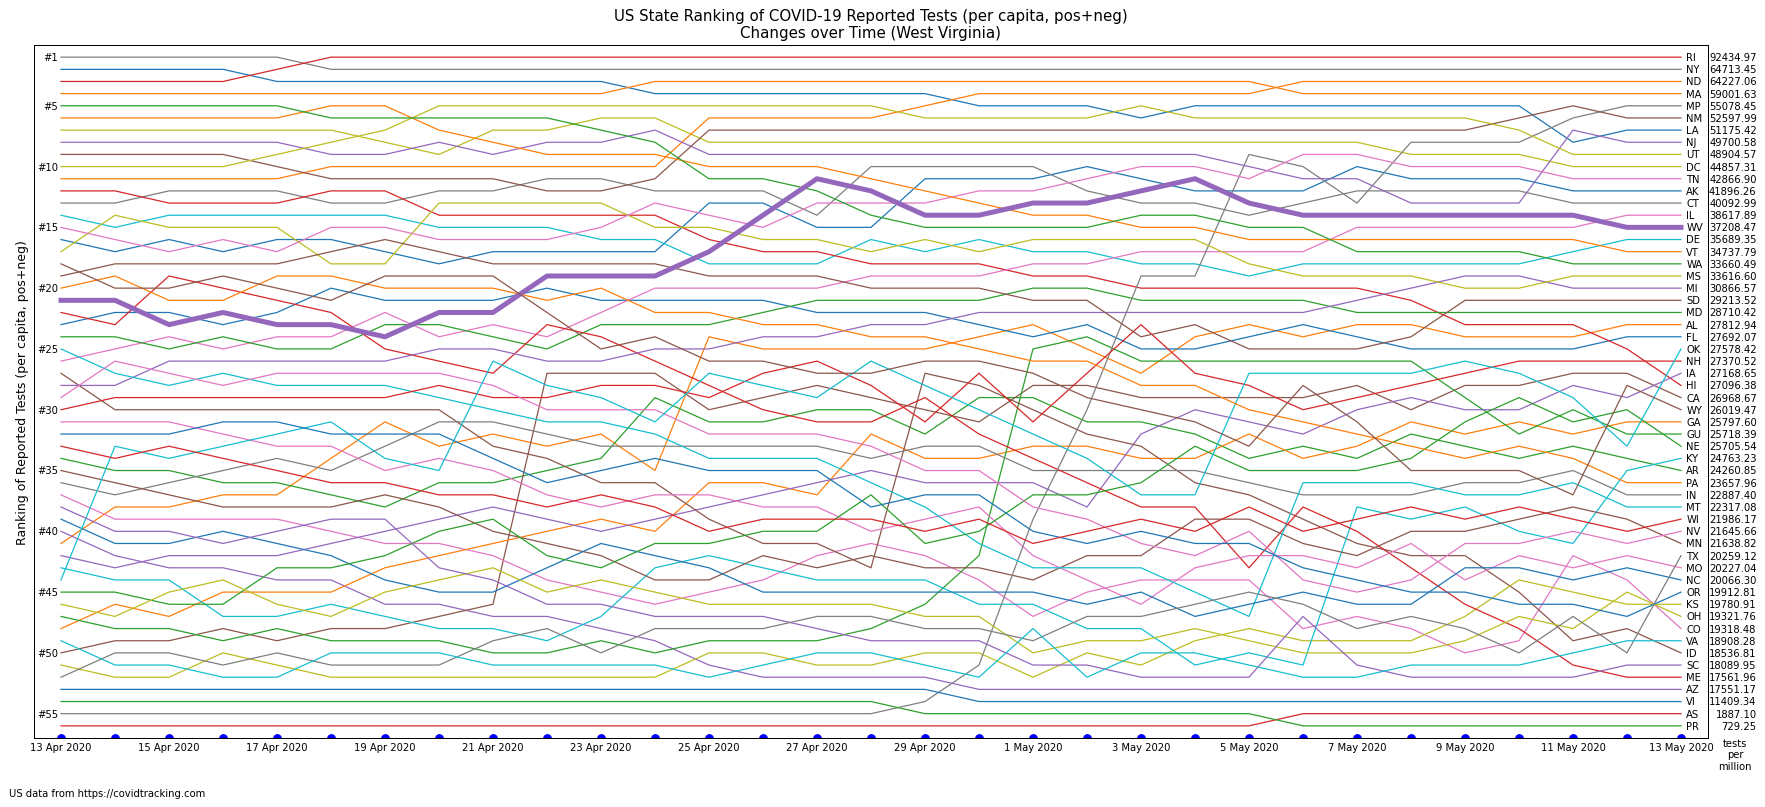 US State Ranking of COVID-19 Reported Tests (per capita, pos+neg)
Changes over Time (West Virginia)
Ranking of Reported Tests (per capita, pos+neg)
#1
#5
#10
#15
#20
#25
#30
#35
#40
#45
#50
#55
RI 92434.97
NY 64713.45
ND 64227.06
MA 59001.63
MP 55078.45
NM 52597.99
LA 51175.42
NJ 49700.58
UT 48904.57
DC 44857.31
TN 42866.90
AK 41896.26
CT 40092.99
IL 38617.89
WV 37208.47
DE 35689.35
VT 34737.79
WA 33660.49
MS 33616.60
MI 30866.57
SD 29213.52
MD 28710.42
AL 27812.94
FL 27692.07
OK 27578.42
NH 27370.52
IA 27168.65
HI 27096.38
CA 26968.67
WY 26019.47
GA 25797.60
GU 25718.39
NE 25705.54
KY 24763.23
AR 24260.85
PA 23657.96
IN 22887.40
MT 22317.08
WI 21986.17
NV 21645.66
MN 21638.82
TX 20259.12
MO 20227.04
NC 20066.30
OR 19912.81
KS 19780.91
OH 19321.76
CO 19318.48
VA 18908.28
ID 18536.81
SC 18089.95
ME 17561.96
AZ 17551.17
VI 11409.34
AS 1887.10
PR 729.25
13 Apr 2020 15 Apr 2020 17 Apr 2020 19 Apr 2020 21 Apr 2020 23 Apr 2020 25 Apr 2020 27 Apr 2020 29 Apr 2020 1 May 2020 3 May 2020 5 May 2020 7 May 2020 9 May 2020 11 May 2020 13 May 2020
tests
per
million
US data from https://covidtracking.com